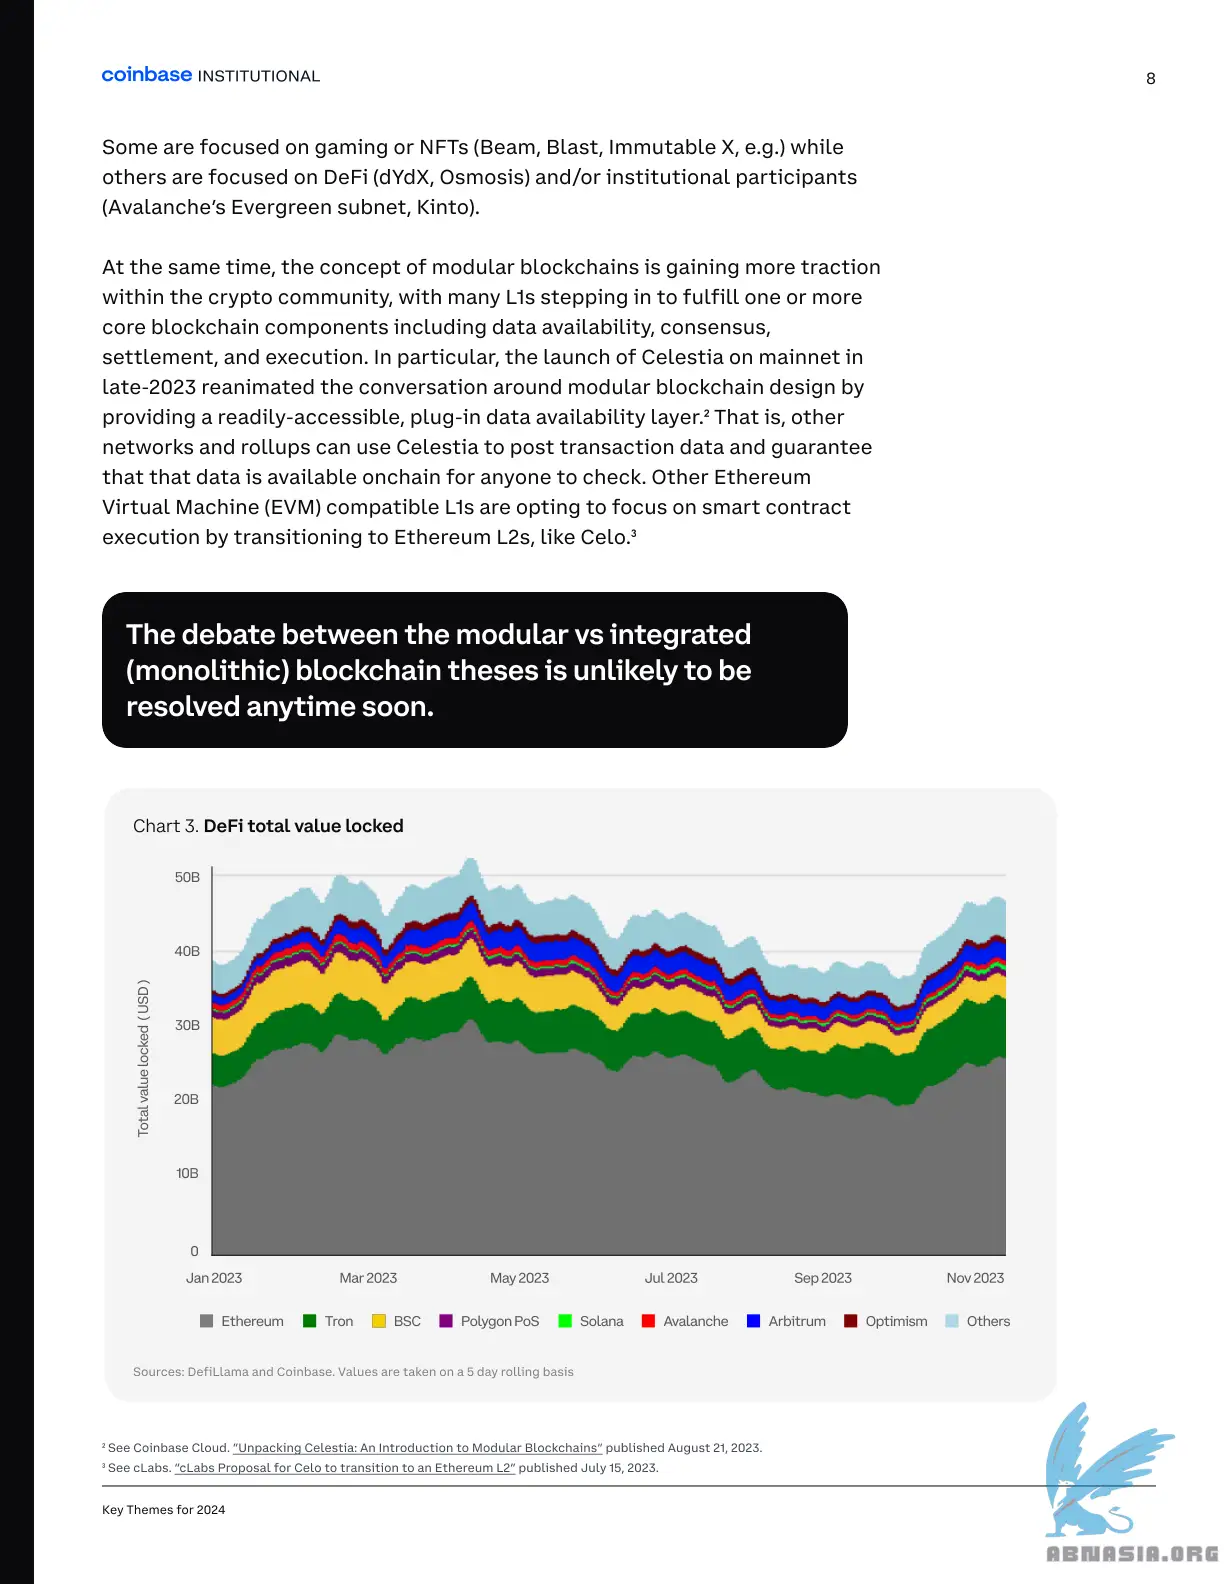 coinbase INSTITUTIONAL
8
Some are focused on gaming or NFTs (Beam, Blast, Immutable X, e.g.) while
others are focused on DeFi (dYdX, Osmosis) and/or institutional participants
(Avalanche’s Evergreen subnet, Kinto).
At the same time, the concept of modular blockchains is gaining more traction
within the crypto community, with many L1s stepping in to fulfill one or more
core blockchain components including data availability, consensus,
settlement, and execution. In particular, the launch of Celestia on mainnet in
late-2023 reanimated the conversation around modular blockchain design by
providing a readily-accessible, plug-in data availability layer.² That is, other
networks and rollups can use Celestia to post transaction data and guarantee
that that data is available onchain for anyone to check. Other Ethereum
Virtual Machine (EVM) compatible L1s are opting to focus on smart contract
execution by transitioning to Ethereum L2s, like Celo.³
The debate between the modular vs integrated
(monolithic) blockchain theses is unlikely to be
resolved anytime soon.
Chart 3. DeFi total value locked
50B
40B
30B
20B
10B
0
Total value locked (USD)
Jan 2023 Mar 2023 May 2023 Jul 2023 Sep 2023 Nov 2023
Ethereum Tron BSC Polygon PoS Solana Avalanche Arbitrum Optimism Others
Sources: DefiLlama and Coinbase. Values are taken on a 5 day rolling basis
² See Coinbase Cloud. “Unpacking Celestia: An Introduction to Modular Blockchains” published August 21, 2023.
³ See cLabs. “cLabs Proposal for Celo to transition to an Ethereum L2” published July 15, 2023.
Key Themes for 2024
ABNASIA.ORG